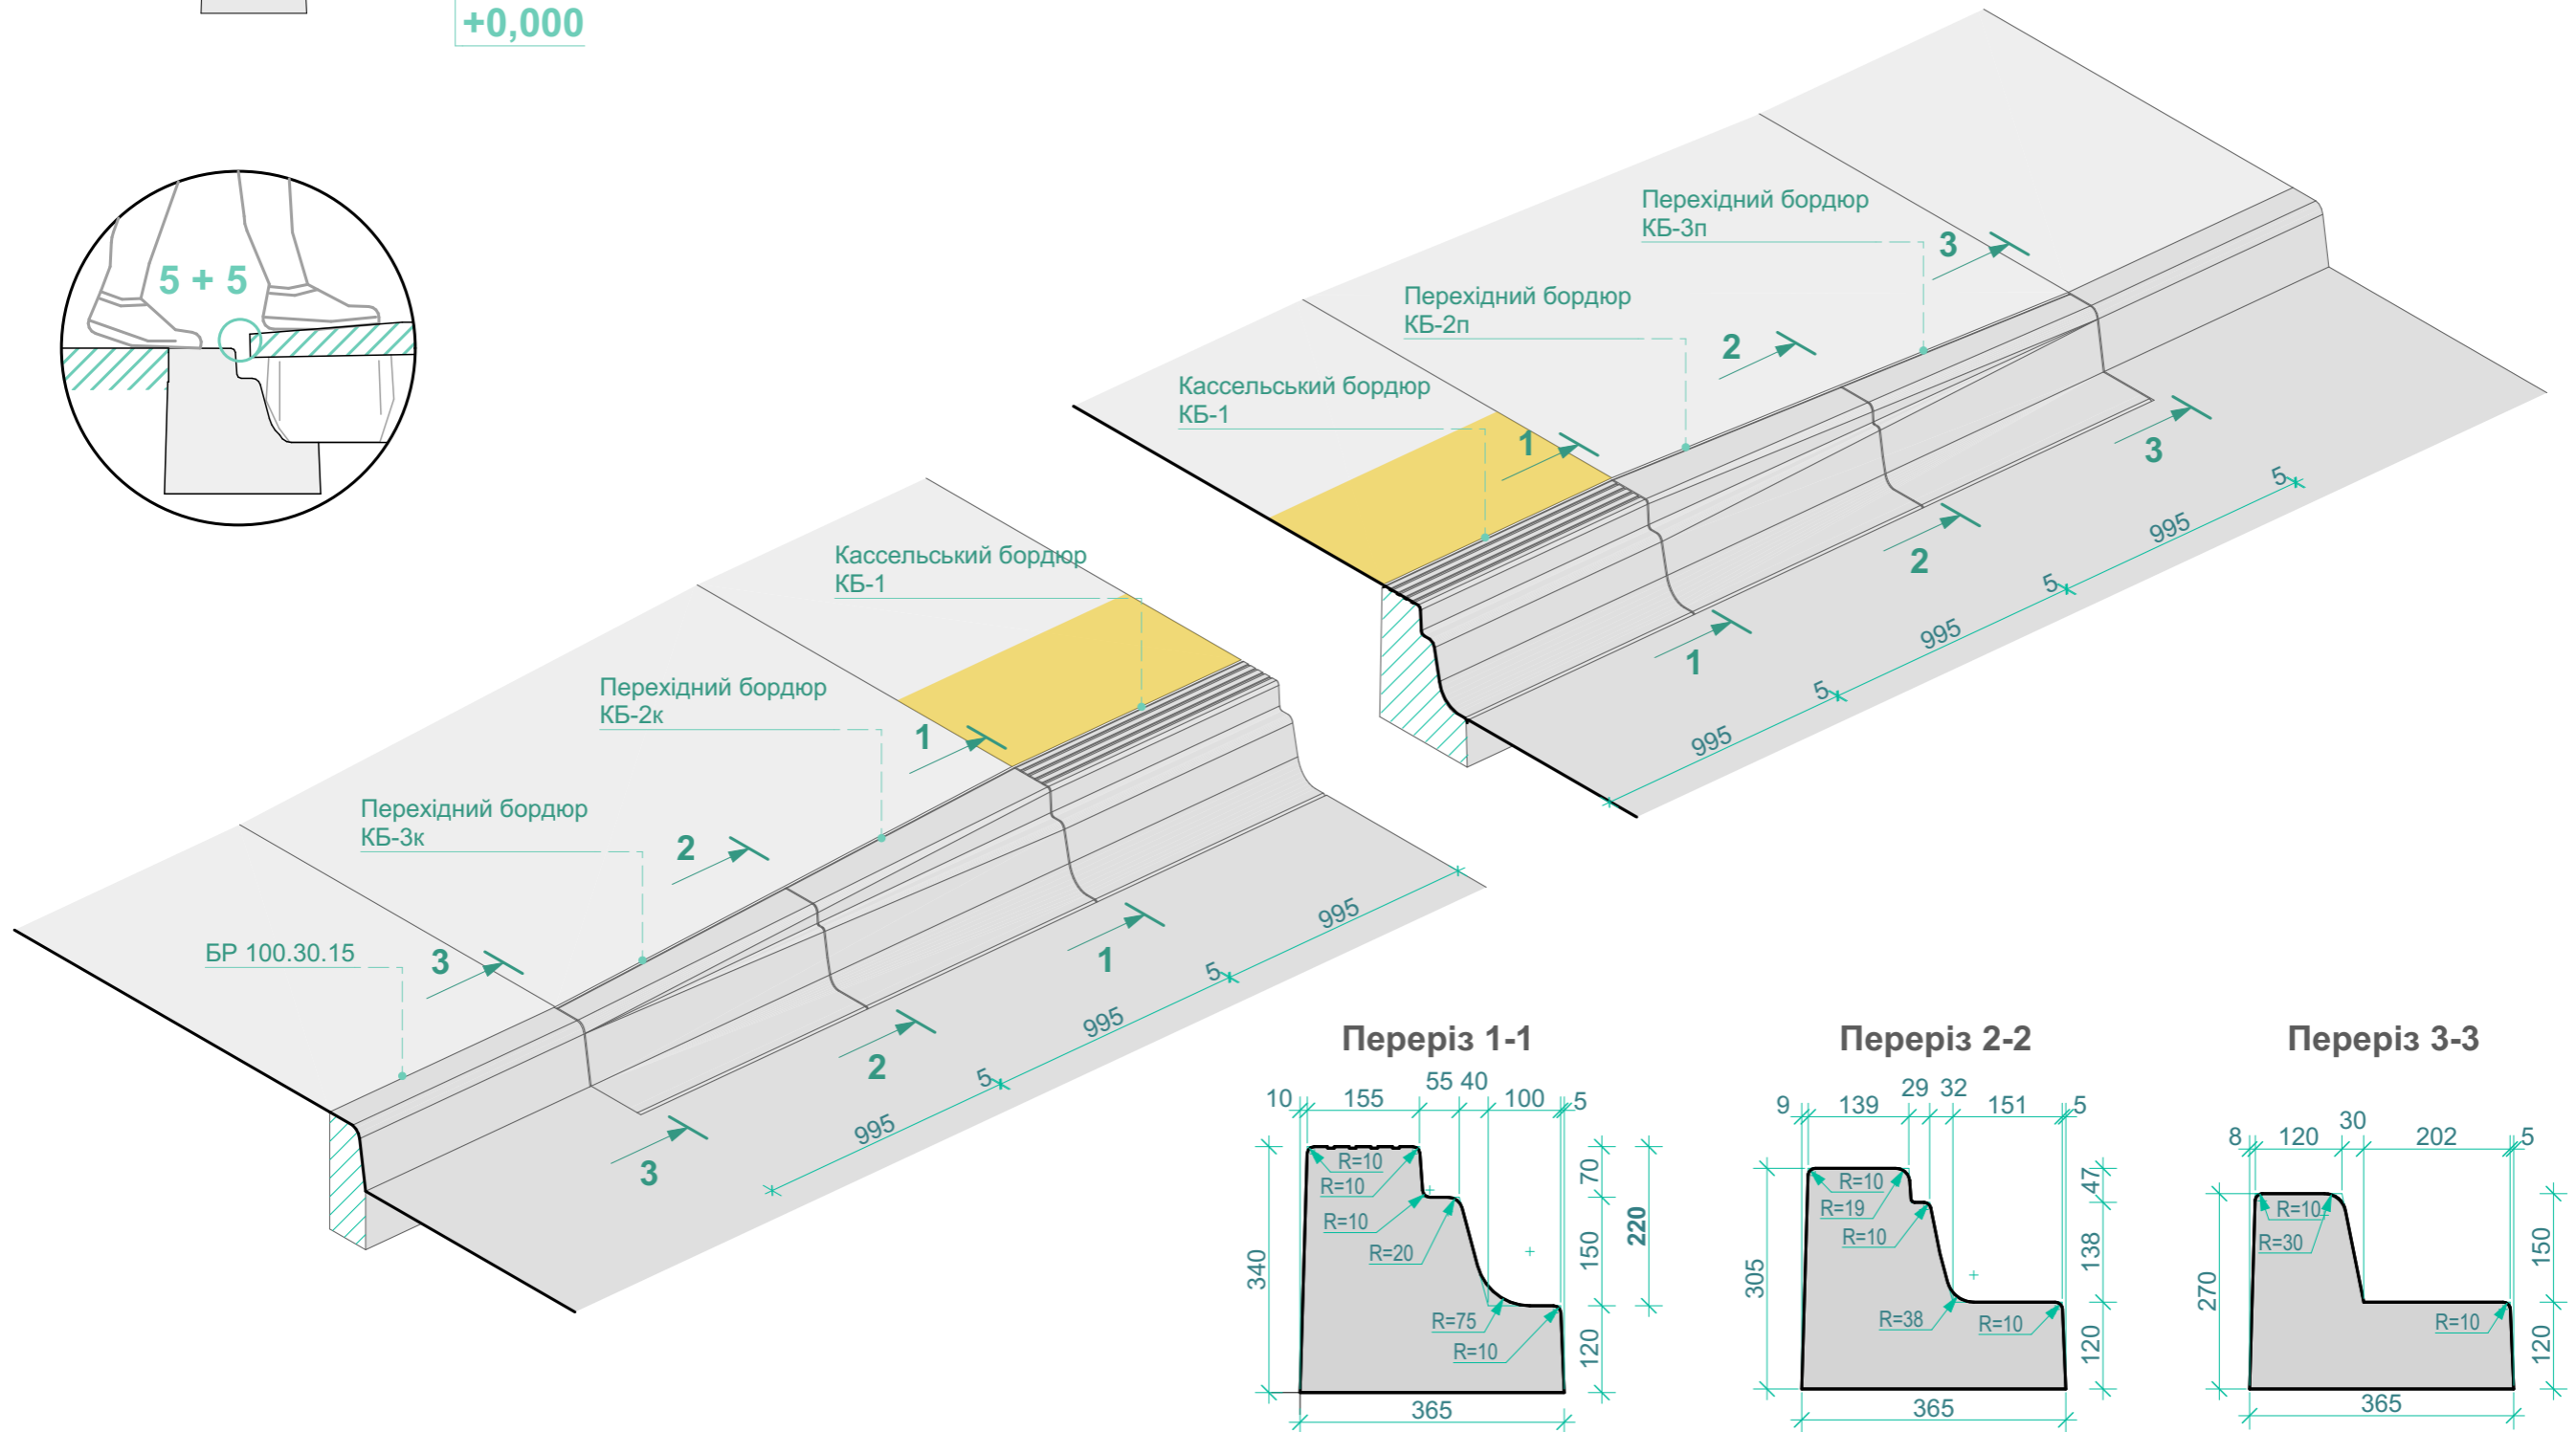 +0,000
5 + 5
Перехідний бордюр
КБ-3п
3
Перехідний бордюр
КБ-2п
2
Кассельський бордюр
КБ-1
1
3
5
995
2
5
995
1
5
995
Кассельський бордюр
КБ-1
Перехідний бордюр
КБ-2к
1
Перехідний бордюр
КБ-3к
2
БР 100.30.15
3
995
1
5
995
2
5
995
3
Переріз 1-1
10 155 55 40 100 5
R=10
R=10
R=10
R=20
R=75
R=10
340
70
150
120
220
365
Переріз 2-2
9 139 29 32 151 5
R=10
R=19
R=10
R=38
R=10
305
47
138
120
365
Переріз 3-3
8 120 30 202 5
R=10
R=30
R=10
270
150
120
365